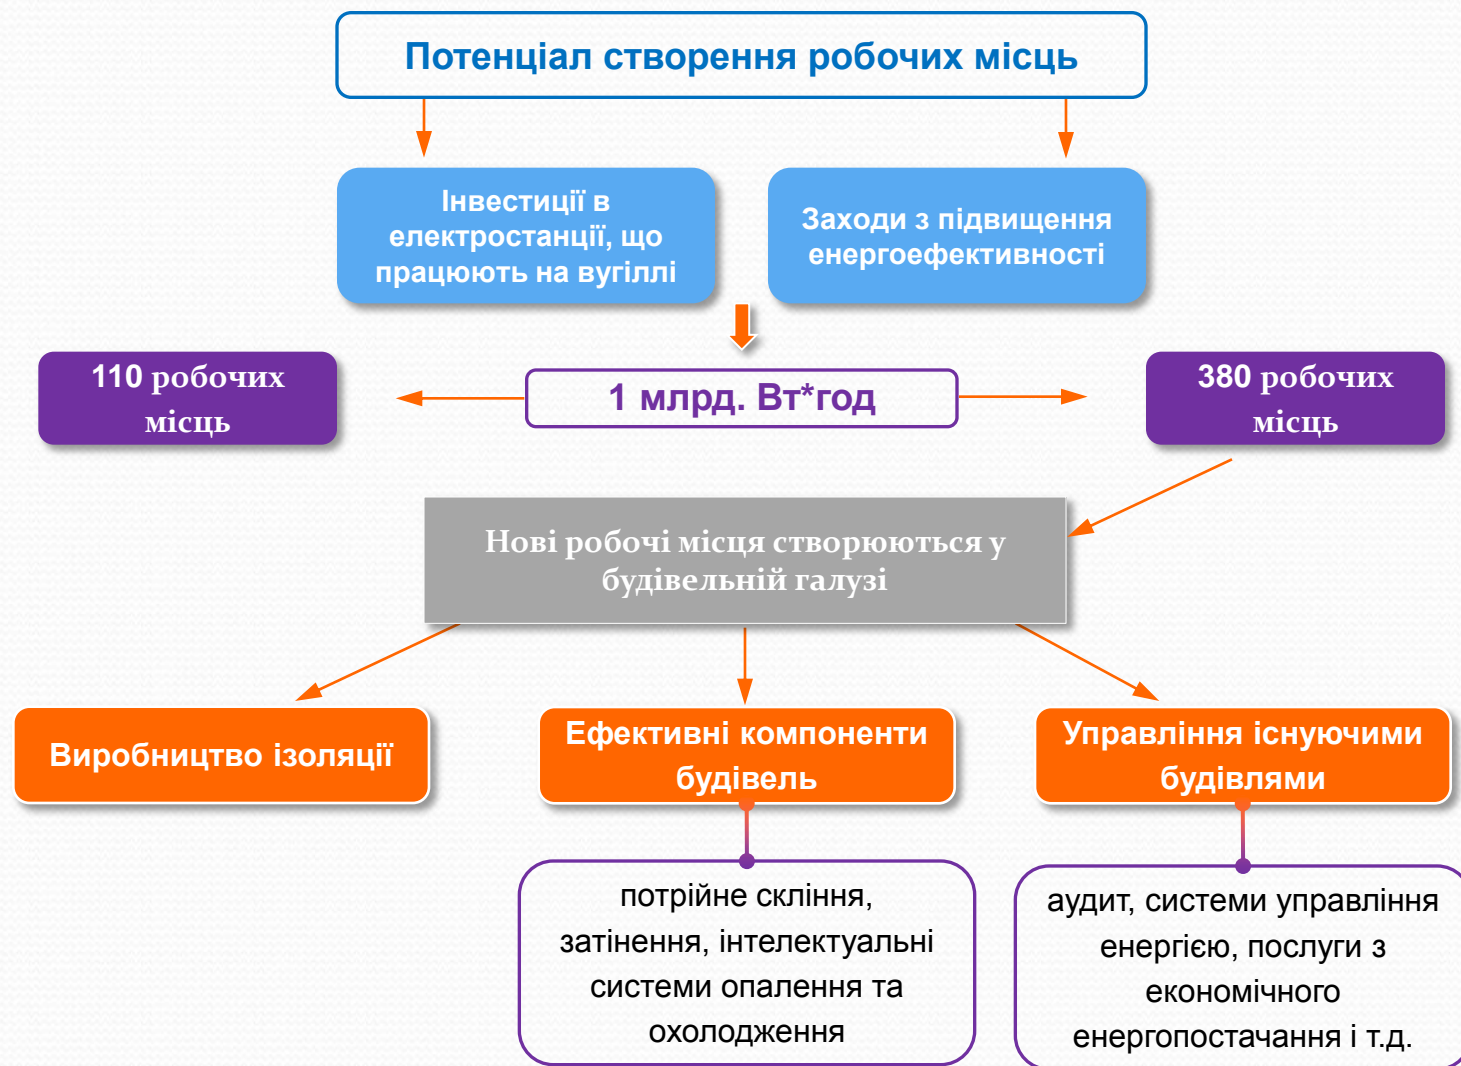 Потенціал створення робочих місць
Інвестиції в
електростанції, що
працюють на вугіллі
Заходи з підвищення
енергоефективності
110 робочих
місць
1 млрд. Вт*год
380 робочих
місць
Нові робочі місця створюються у
будівельній галузі
Виробництво ізоляції
Ефективні компоненти
будівель
Управління існуючими
будівлями
потрійне скління,
затінення, інтелектуальні
системи опалення та
охолодження
аудит, системи управління
енергією, послуги з
економічного
енергопостачання і т.д.